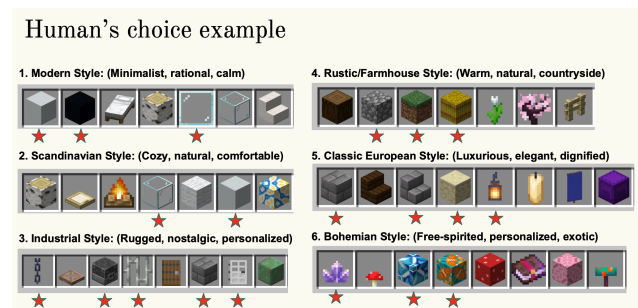 Human's choice example
1. Modern Style: (Minimalist, rational, calm)
2. Scandinavian Style: (Cozy, natural, comfortable)
3. Industrial Style: (Rugged, nostalgic, personalized)
4. Rustic/Farmhouse Style: (Warm, natural, countryside)
5. Classic European Style: (Luxurious, elegant, dignified)
6. Bohemian Style: (Free-spirited, personalized, exotic)